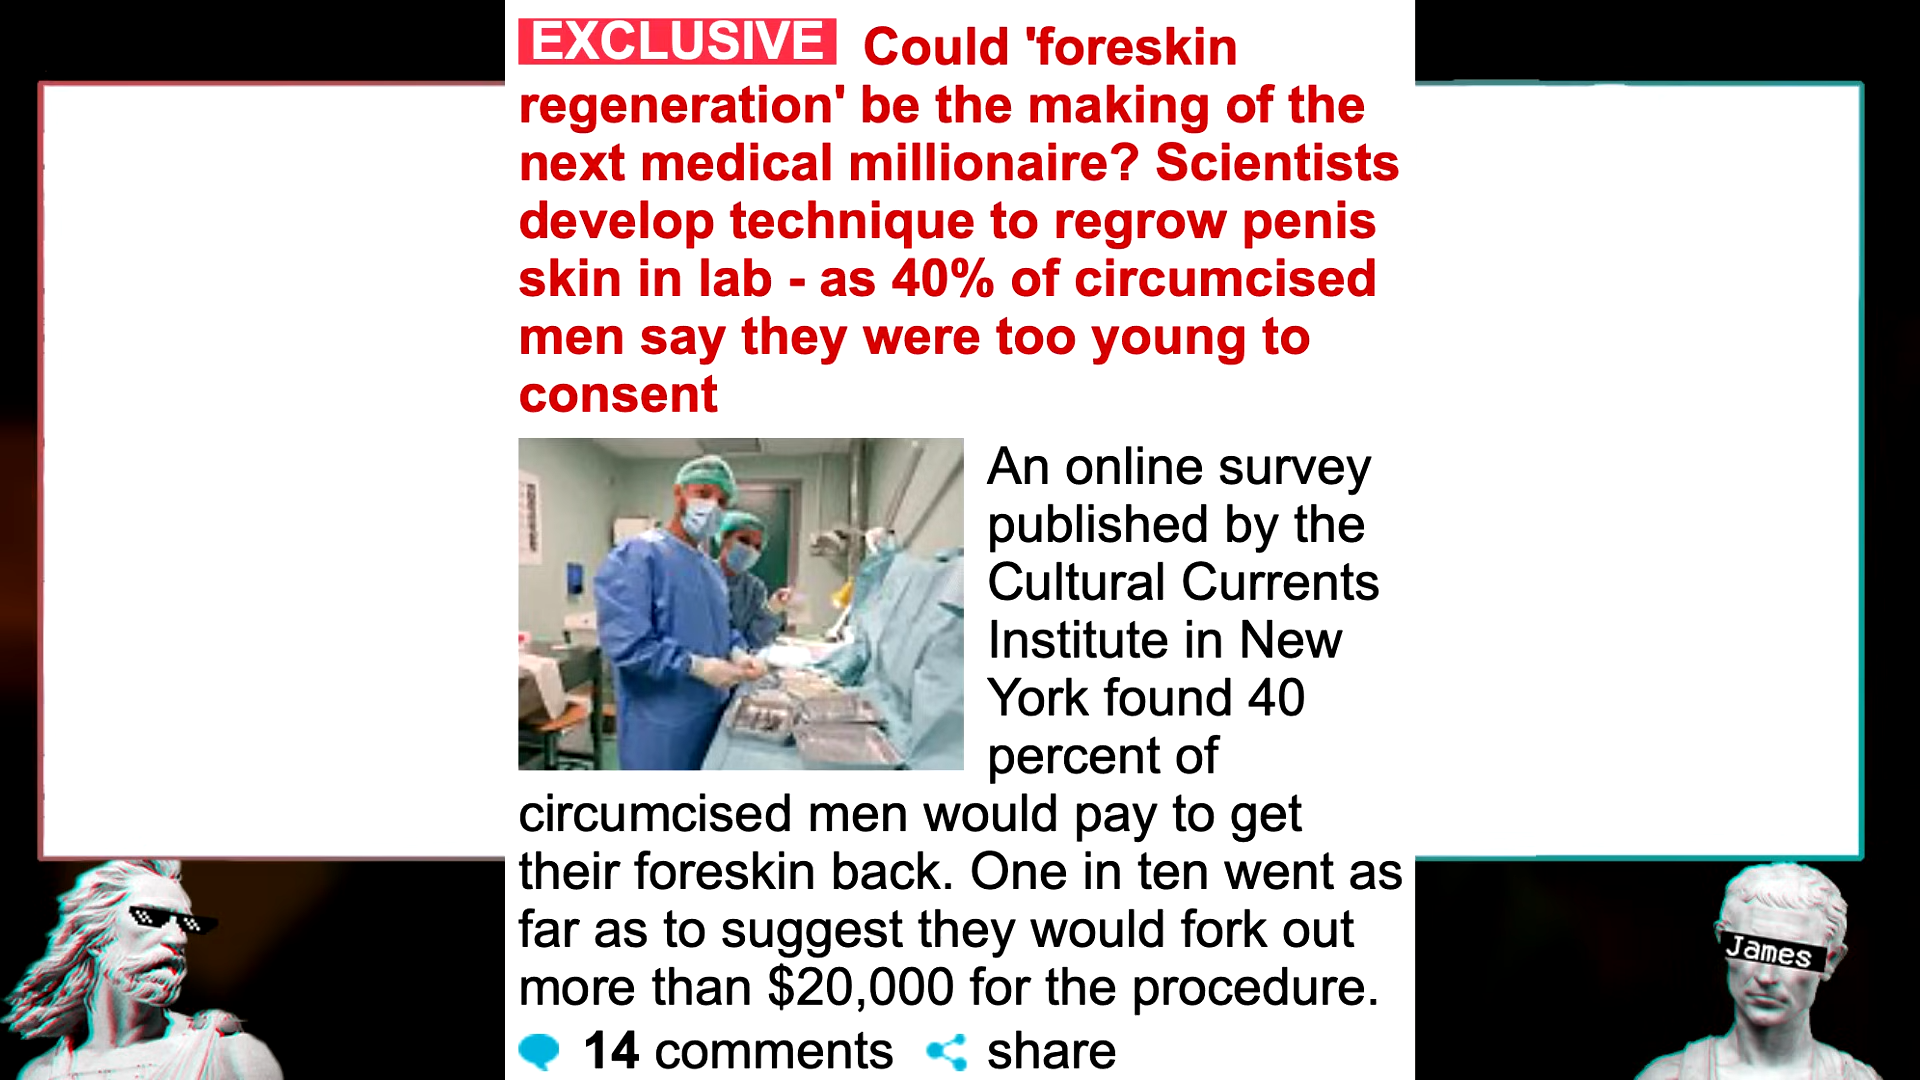 EXCLUSIVE Could 'foreskin
regeneration' be the making of the
next medical millionaire? Scientists
develop technique to regrow penis
skin in lab - as 40% of circumcised
men say they were too young to
consent
An online survey
published by the
Cultural Currents
Institute in New
York found 40
percent of
circumcised men would pay to get
their foreskin back. One in ten went as
far as to suggest they would fork out
more than $20,000 for the procedure.
14 comments share
James